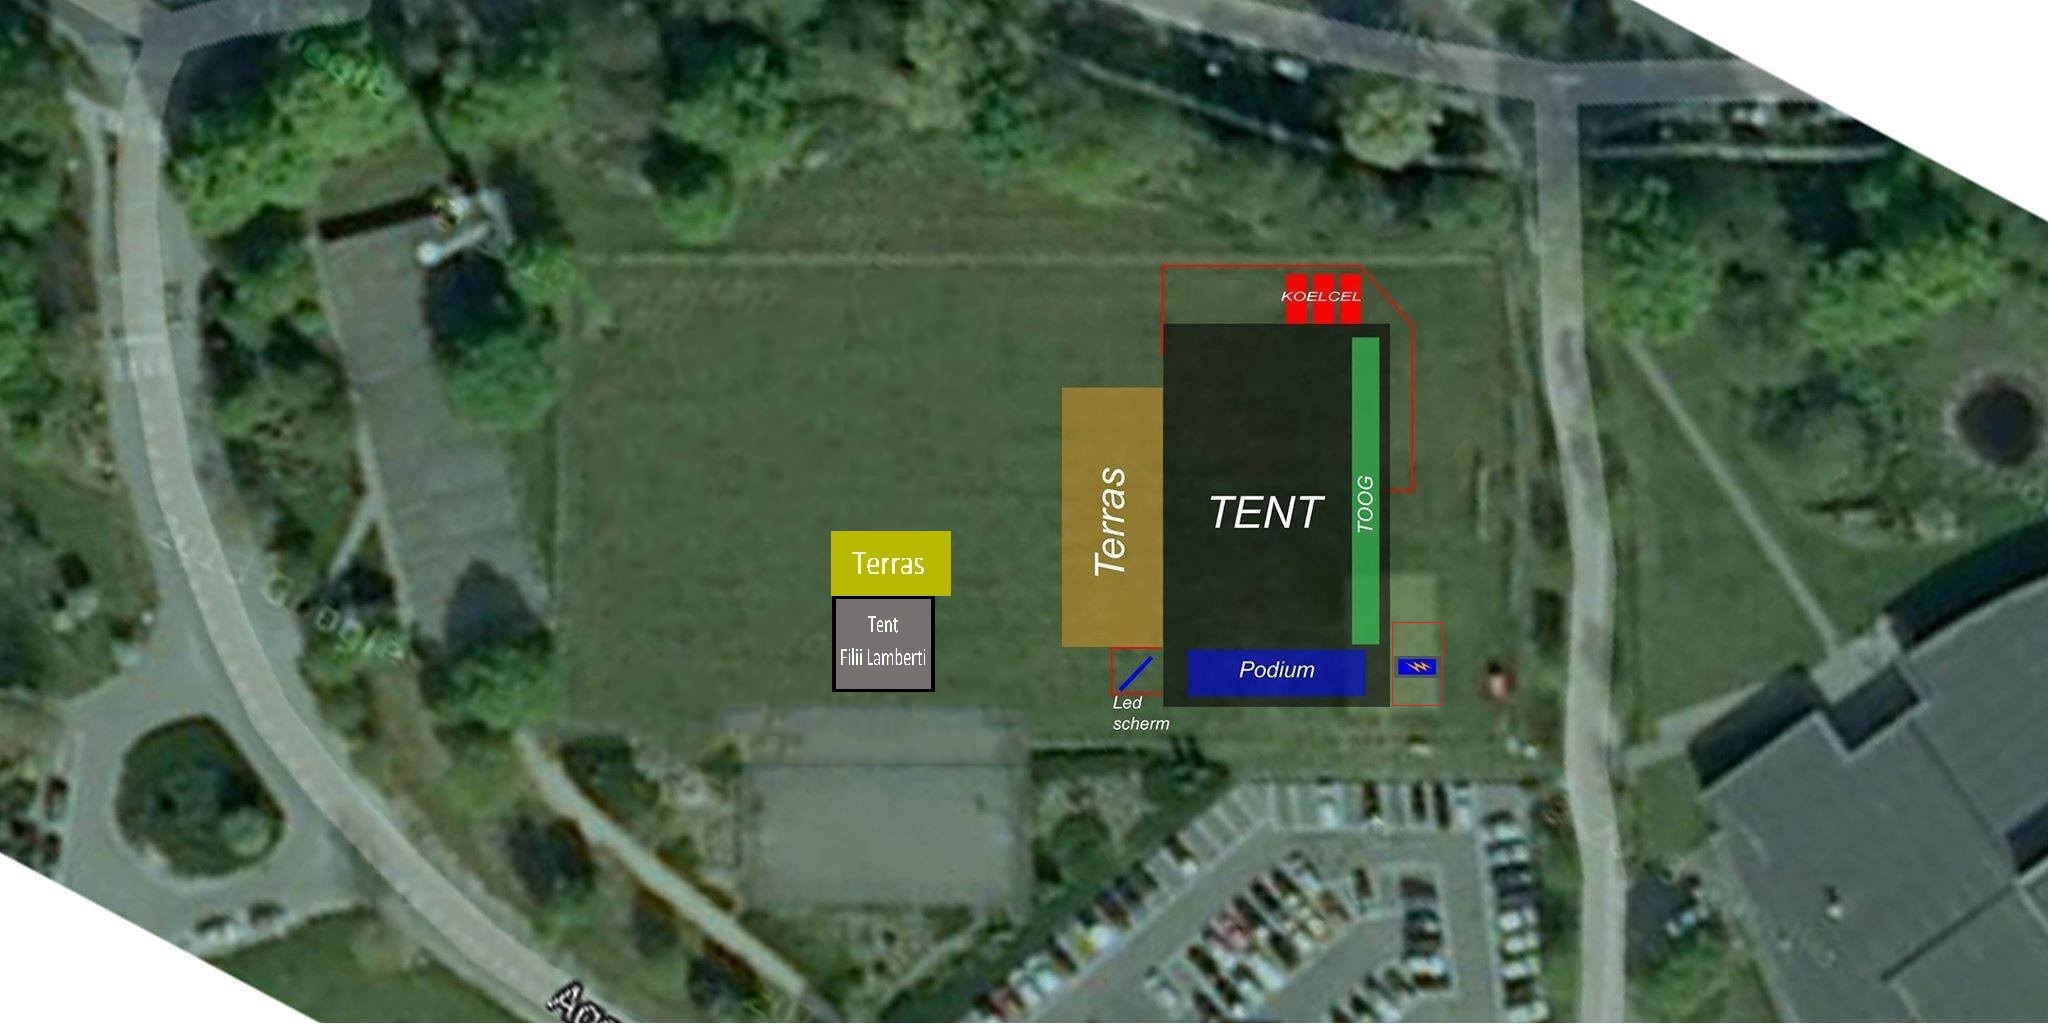 KOELCEL
Terras
TENT
TOOG
Terras
Tent
Filii Lamberti
Podium
Led
scherm